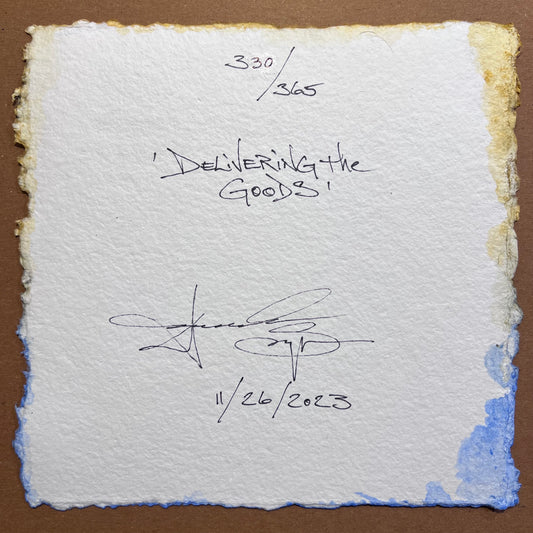 330
/365
'DELiVERiNG the
GOODS'
11/26/2023